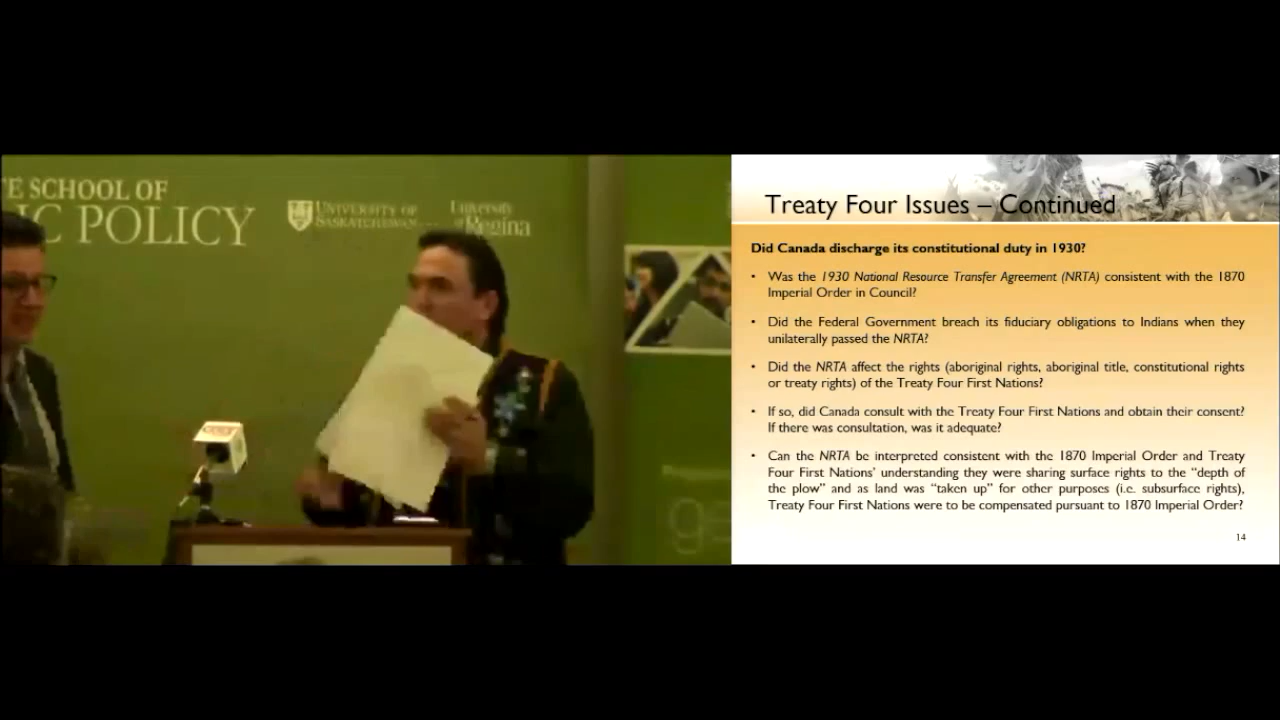 E SCHOOL OF
C POLICY
UNIVERSITY OF
SASKATCHEWAN
University
of Regina
gs
Treaty Four Issues – Continued
Did Canada discharge its constitutional duty in 1930?
• Was the 1930 National Resource Transfer Agreement (NRTA) consistent with the 1870
Imperial Order in Council?
• Did the Federal Government breach its fiduciary obligations to Indians when they
unilaterally passed the NRTA?
• Did the NRTA affect the rights (aboriginal rights, aboriginal title, constitutional rights
or treaty rights) of the Treaty Four First Nations?
• If so, did Canada consult with the Treaty Four First Nations and obtain their consent?
If there was consultation, was it adequate?
• Can the NRTA be interpreted consistent with the 1870 Imperial Order and Treaty
Four First Nations’ understanding they were sharing surface rights to the “depth of
the plow” and as land was “taken up” for other purposes (i.e. subsurface rights),
Treaty Four First Nations were to be compensated pursuant to 1870 Imperial Order?
14